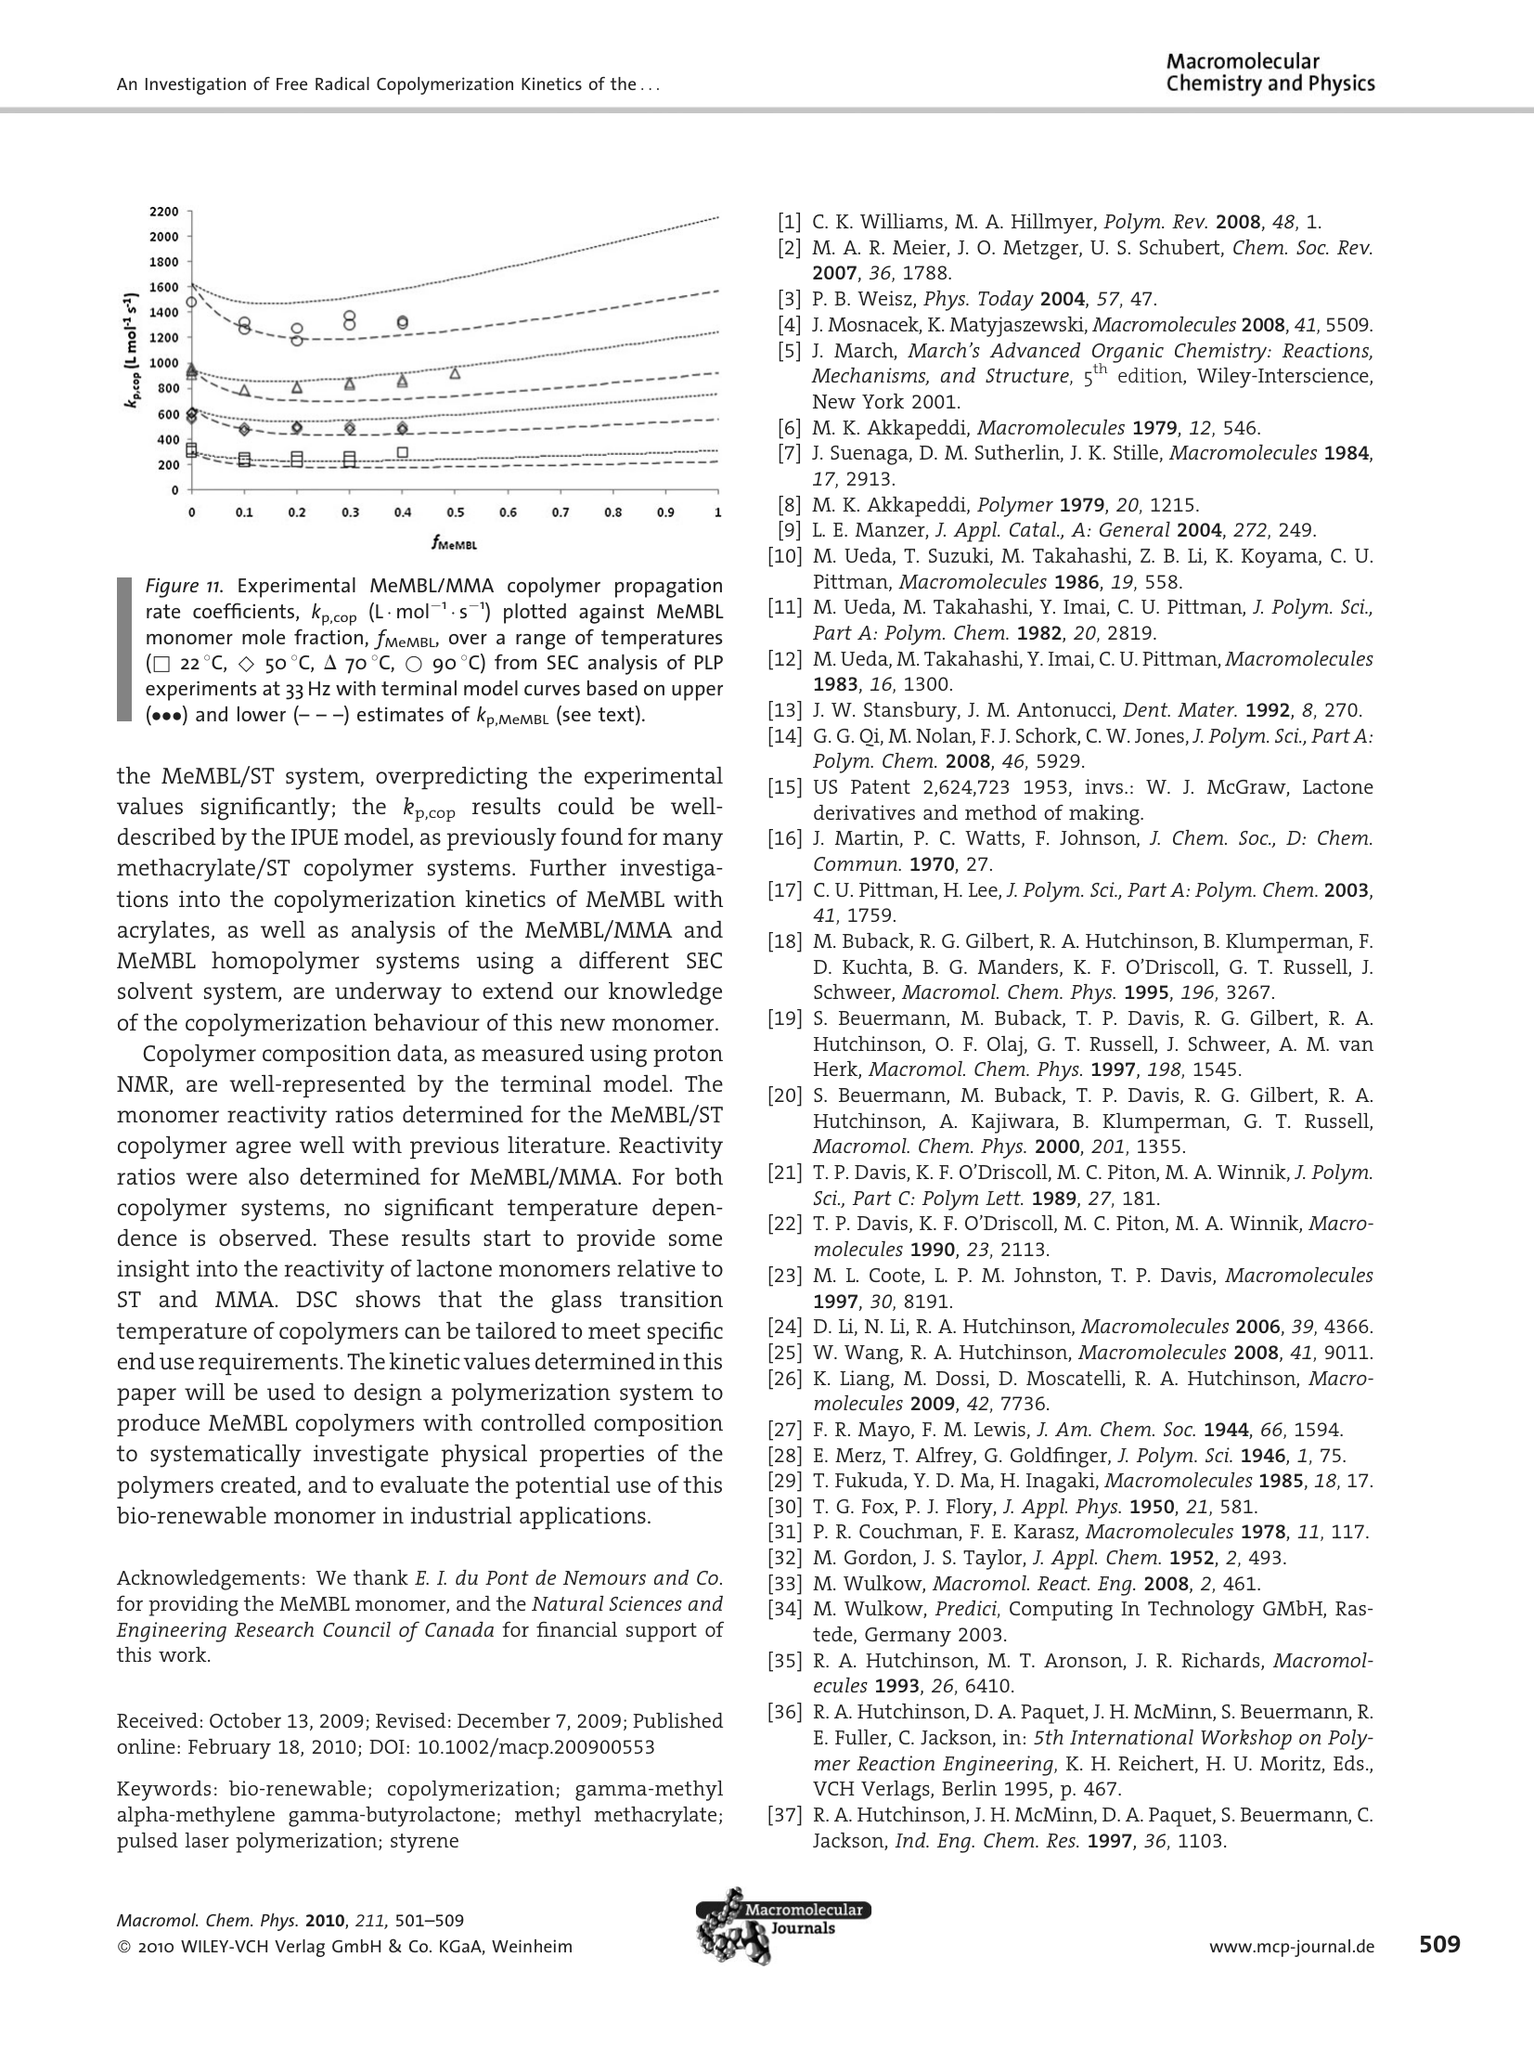 An Investigation of Free Radical Copolymerization Kinetics of the . . .
Macromolecular
Chemistry and Physics
2200
2000
1800
1600
1400
1200
1000
800
600
400
200
0
kp,cop (L mol-1 s-1)
0 0.1 0.2 0.3 0.4 0.5 0.6 0.7 0.8 0.9 1
fMeMBL
Figure 11. Experimental MeMBL/MMA copolymer propagation
rate coefficients, kp,cop (L · mol−1 · s−1) plotted against MeMBL
monomer mole fraction, fMeMBL, over a range of temperatures
(□ 22 °C, ◇ 50 °C, Δ 70 °C, ○ 90 °C) from SEC analysis of PLP
experiments at 33 Hz with terminal model curves based on upper
(•••) and lower (– – –) estimates of kp,MeMBL (see text).
the MeMBL/ST system, overpredicting the experimental
values significantly; the kp,cop results could be well-
described by the IPUE model, as previously found for many
methacrylate/ST copolymer systems. Further investiga-
tions into the copolymerization kinetics of MeMBL with
acrylates, as well as analysis of the MeMBL/MMA and
MeMBL homopolymer systems using a different SEC
solvent system, are underway to extend our knowledge
of the copolymerization behaviour of this new monomer.
Copolymer composition data, as measured using proton
NMR, are well-represented by the terminal model. The
monomer reactivity ratios determined for the MeMBL/ST
copolymer agree well with previous literature. Reactivity
ratios were also determined for MeMBL/MMA. For both
copolymer systems, no significant temperature depen-
dence is observed. These results start to provide some
insight into the reactivity of lactone monomers relative to
ST and MMA. DSC shows that the glass transition
temperature of copolymers can be tailored to meet specific
end use requirements. The kinetic values determined in this
paper will be used to design a polymerization system to
produce MeMBL copolymers with controlled composition
to systematically investigate physical properties of the
polymers created, and to evaluate the potential use of this
bio-renewable monomer in industrial applications.
Acknowledgements: We thank E. I. du Pont de Nemours and Co.
for providing the MeMBL monomer, and the Natural Sciences and
Engineering Research Council of Canada for financial support of
this work.
Received: October 13, 2009; Revised: December 7, 2009; Published
online: February 18, 2010; DOI: 10.1002/macp.200900553
Keywords: bio-renewable; copolymerization; gamma-methyl
alpha-methylene gamma-butyrolactone; methyl methacrylate;
pulsed laser polymerization; styrene
[1] C. K. Williams, M. A. Hillmyer, Polym. Rev. 2008, 48, 1.
[2] M. A. R. Meier, J. O. Metzger, U. S. Schubert, Chem. Soc. Rev.
2007, 36, 1788.
[3] P. B. Weisz, Phys. Today 2004, 57, 47.
[4] J. Mosnacek, K. Matyjaszewski, Macromolecules 2008, 41, 5509.
[5] J. March, March's Advanced Organic Chemistry: Reactions,
Mechanisms, and Structure, 5th edition, Wiley-Interscience,
New York 2001.
[6] M. K. Akkapeddi, Macromolecules 1979, 12, 546.
[7] J. Suenaga, D. M. Sutherlin, J. K. Stille, Macromolecules 1984,
17, 2913.
[8] M. K. Akkapeddi, Polymer 1979, 20, 1215.
[9] L. E. Manzer, J. Appl. Catal., A: General 2004, 272, 249.
[10] M. Ueda, T. Suzuki, M. Takahashi, Z. B. Li, K. Koyama, C. U.
Pittman, Macromolecules 1986, 19, 558.
[11] M. Ueda, M. Takahashi, Y. Imai, C. U. Pittman, J. Polym. Sci.,
Part A: Polym. Chem. 1982, 20, 2819.
[12] M. Ueda, M. Takahashi, Y. Imai, C. U. Pittman, Macromolecules
1983, 16, 1300.
[13] J. W. Stansbury, J. M. Antonucci, Dent. Mater. 1992, 8, 270.
[14] G. G. Qi, M. Nolan, F. J. Schork, C. W. Jones, J. Polym. Sci., Part A:
Polym. Chem. 2008, 46, 5929.
[15] US Patent 2,624,723 1953, invs.: W. J. McGraw, Lactone
derivatives and method of making.
[16] J. Martin, P. C. Watts, F. Johnson, J. Chem. Soc., D: Chem.
Commun. 1970, 27.
[17] C. U. Pittman, H. Lee, J. Polym. Sci., Part A: Polym. Chem. 2003,
41, 1759.
[18] M. Buback, R. G. Gilbert, R. A. Hutchinson, B. Klumperman, F.
D. Kuchta, B. G. Manders, K. F. O'Driscoll, G. T. Russell, J.
Schweer, Macromol. Chem. Phys. 1995, 196, 3267.
[19] S. Beuermann, M. Buback, T. P. Davis, R. G. Gilbert, R. A.
Hutchinson, O. F. Olaj, G. T. Russell, J. Schweer, A. M. van
Herk, Macromol. Chem. Phys. 1997, 198, 1545.
[20] S. Beuermann, M. Buback, T. P. Davis, R. G. Gilbert, R. A.
Hutchinson, A. Kajiwara, B. Klumperman, G. T. Russell,
Macromol. Chem. Phys. 2000, 201, 1355.
[21] T. P. Davis, K. F. O'Driscoll, M. C. Piton, M. A. Winnik, J. Polym.
Sci., Part C: Polym Lett. 1989, 27, 181.
[22] T. P. Davis, K. F. O'Driscoll, M. C. Piton, M. A. Winnik, Macro-
molecules 1990, 23, 2113.
[23] M. L. Coote, L. P. M. Johnston, T. P. Davis, Macromolecules
1997, 30, 8191.
[24] D. Li, N. Li, R. A. Hutchinson, Macromolecules 2006, 39, 4366.
[25] W. Wang, R. A. Hutchinson, Macromolecules 2008, 41, 9011.
[26] K. Liang, M. Dossi, D. Moscatelli, R. A. Hutchinson, Macro-
molecules 2009, 42, 7736.
[27] F. R. Mayo, F. M. Lewis, J. Am. Chem. Soc. 1944, 66, 1594.
[28] E. Merz, T. Alfrey, G. Goldfinger, J. Polym. Sci. 1946, 1, 75.
[29] T. Fukuda, Y. D. Ma, H. Inagaki, Macromolecules 1985, 18, 17.
[30] T. G. Fox, P. J. Flory, J. Appl. Phys. 1950, 21, 581.
[31] P. R. Couchman, F. E. Karasz, Macromolecules 1978, 11, 117.
[32] M. Gordon, J. S. Taylor, J. Appl. Chem. 1952, 2, 493.
[33] M. Wulkow, Macromol. React. Eng. 2008, 2, 461.
[34] M. Wulkow, Predici, Computing In Technology GMbH, Ras-
tede, Germany 2003.
[35] R. A. Hutchinson, M. T. Aronson, J. R. Richards, Macromol-
ecules 1993, 26, 6410.
[36] R. A. Hutchinson, D. A. Paquet, J. H. McMinn, S. Beuermann, R.
E. Fuller, C. Jackson, in: 5th International Workshop on Poly-
mer Reaction Engineering, K. H. Reichert, H. U. Moritz, Eds.,
VCH Verlags, Berlin 1995, p. 467.
[37] R. A. Hutchinson, J. H. McMinn, D. A. Paquet, S. Beuermann, C.
Jackson, Ind. Eng. Chem. Res. 1997, 36, 1103.
Macromol. Chem. Phys. 2010, 211, 501–509
© 2010 WILEY-VCH Verlag GmbH & Co. KGaA, Weinheim
Macromolecular
Journals
www.mcp-journal.de 509